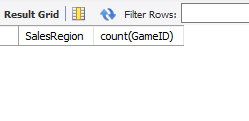 Result Grid Filter Rows:
SalesRegion count(GameID)